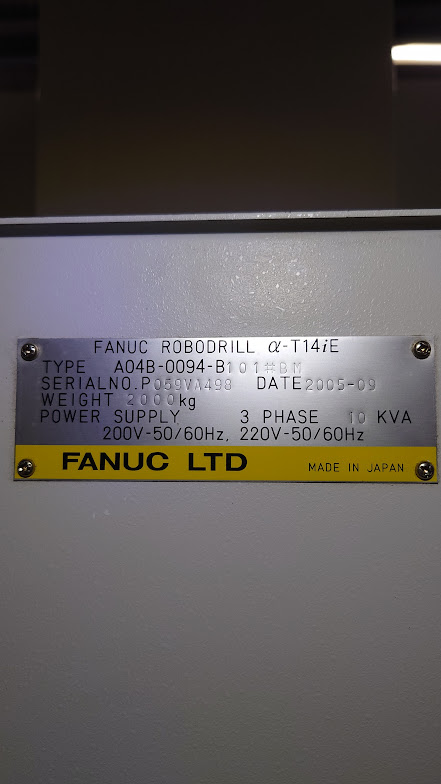 FANUC ROBODRILL α-T14iE
TYPE A04B-0094-B101#BM
SERIALNO.P059VA498 DATE2005-09
WEIGHT 2000kg
POWER SUPPLY 3 PHASE 10 KVA
200V-50/60Hz, 220V-50/60Hz
FANUC LTD MADE IN JAPAN